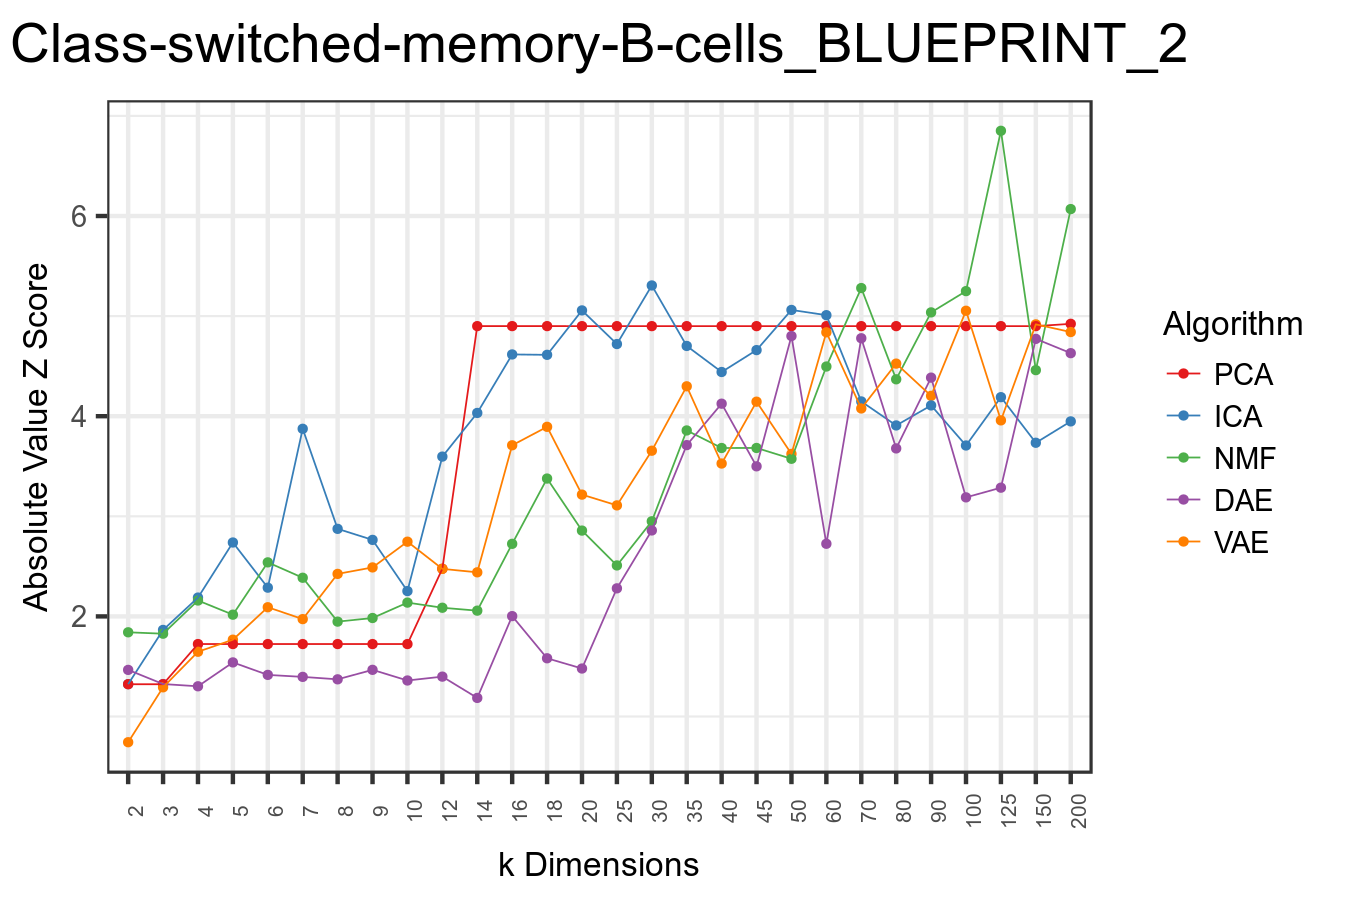 Class-switched-memory-B-cells_BLUEPRINT_2
Absolute Value Z Score
6
4
2
2 3 4 5 6 7 8 9 10 12 14 16 18 20 25 30 35 40 45 50 60 70 80 90 100 125 150 200
k Dimensions
Algorithm
PCA
ICA
NMF
DAE
VAE